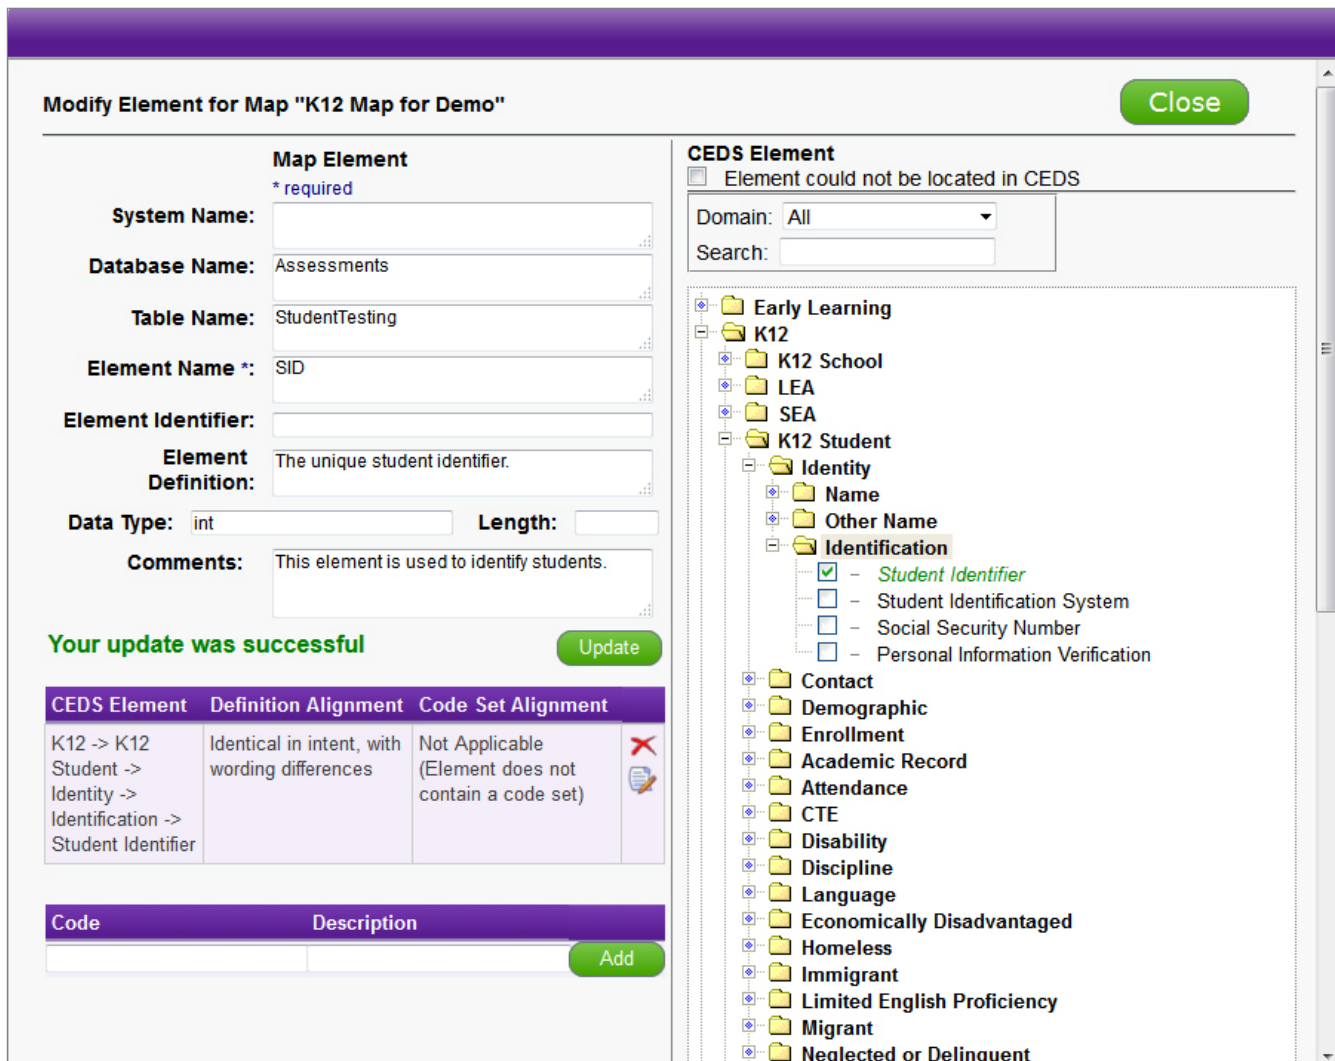 Modify Element for Map "K12 Map for Demo"
Close
Map Element
* required
System Name:
Database Name: Assessments
Table Name: StudentTesting
Element Name *: SID
Element Identifier:
Element
Definition: The unique student identifier.
Data Type: int Length:
Comments: This element is used to identify students.
Your update was successful
Update
CEDS Element Definition Alignment Code Set Alignment
K12 -> K12 Identical in intent, with Not Applicable
Student -> wording differences (Element does not
Identity -> contain a code set)
Identification ->
Student Identifier
Code Description
Add
CEDS Element
Element could not be located in CEDS
Domain: All
Search:
Early Learning
K12
K12 School
LEA
SEA
K12 Student
Identity
Name
Other Name
Identification
– Student Identifier
– Student Identification System
– Social Security Number
– Personal Information Verification
Contact
Demographic
Enrollment
Academic Record
Attendance
CTE
Disability
Discipline
Language
Economically Disadvantaged
Homeless
Immigrant
Limited English Proficiency
Migrant
Neglected or Delinquent